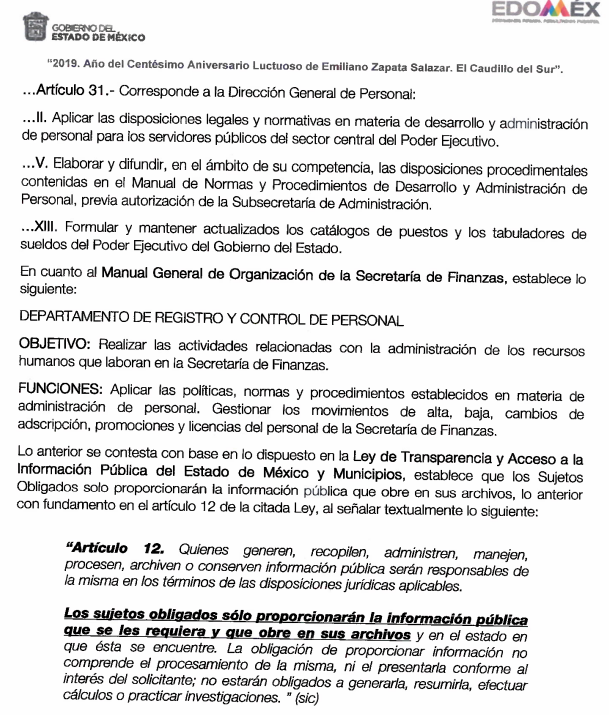 GOBIERNO DEL
ESTADO DE MÉXICO
EDOMÉX
"2019. Año del Centésimo Aniversario Luctuoso de Emiliano Zapata Salazar. El Caudillo del Sur".
...Artículo 31.- Corresponde a la Dirección General de Personal:
...II. Aplicar las disposiciones legales y normativas en materia de desarrollo y administración
de personal para los servidores públicos del sector central del Poder Ejecutivo.
...V. Elaborar y difundir, en el ámbito de su competencia, las disposiciones procedimentales
contenidas en el Manual de Normas y Procedimientos de Desarrollo y Administración de
Personal, previa autorización de la Subsecretaría de Administración.
...XIII. Formular y mantener actualizados los catálogos de puestos y los tabuladores de
sueldos del Poder Ejecutivo del Gobierno del Estado.
En cuanto al Manual General de Organización de la Secretaría de Finanzas, establece lo
siguiente:
DEPARTAMENTO DE REGISTRO Y CONTROL DE PERSONAL
OBJETIVO: Realizar las actividades relacionadas con la administración de los recursos
humanos que laboran en la Secretaría de Finanzas.
FUNCIONES: Aplicar las políticas, normas y procedimientos establecidos en materia de
administración de personal. Gestionar los movimientos de alta, baja, cambios de
adscripción, promociones y licencias del personal de la Secretaría de Finanzas.
Lo anterior se contesta con base en lo dispuesto en la Ley de Transparencia y Acceso a la
Información Pública del Estado de México y Municipios, establece que los Sujetos
Obligados solo proporcionarán la información pública que obre en sus archivos, lo anterior
con fundamento en el artículo 12 de la citada Ley, al señalar textualmente lo siguiente:
"Artículo 12. Quienes generen, recopilen, administren, manejen,
procesen, archiven o conserven información pública serán responsables de
la misma en los términos de las disposiciones jurídicas aplicables.
Los sujetos obligados sólo proporcionarán la información pública
que se les requiera y que obre en sus archivos y en el estado en
que ésta se encuentre. La obligación de proporcionar información no
comprende el procesamiento de la misma, ni el presentarla conforme al
interés del solicitante; no estarán obligados a generarla, resumirla, efectuar
cálculos o practicar investigaciones. " (sic)